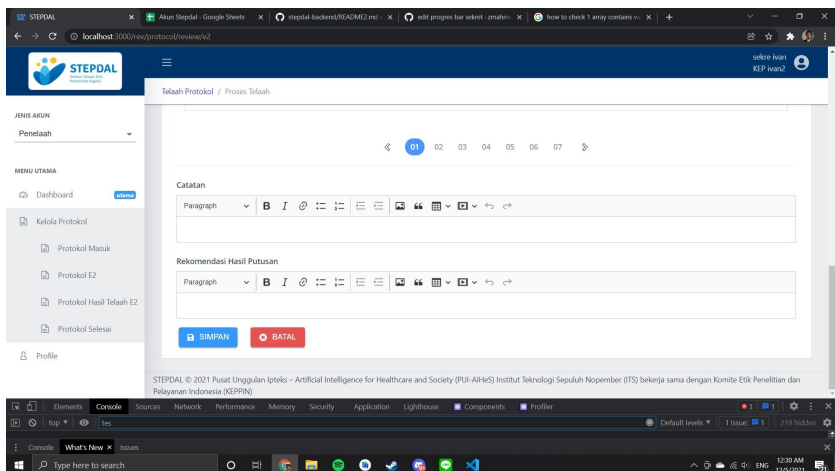 STEPDAL
Akun Stepdal - Google Sheets
stepdal-backend/README2.md
edit progres bar sekret · zmahm
how to check 1 array contains va
localhost:3000/rev/protocol/review/e2
STEPDAL
sekre ivan
KEP ivan2
Telaah Protokol / Proses Telaah
JENIS AKUN
Penelaah
MENU UTAMA
Dashboard
utama
Kelola Protokol
Protokol Masuk
Protokol E2
Protokol Hasil Telaah E2
Protokol Selesai
Profile
01 02 03 04 05 06 07
Catatan
Paragraph
B I
Rekomendasi Hasil Putusan
Paragraph
B I
SIMPAN
BATAL
STEPDAL © 2021 Pusat Unggulan Ipteks – Artificial Intelligence for Healthcare and Society (PUI-AIHeS) Institut Teknologi Sepuluh Nopember (ITS) bekerja sama dengan Komite Etik Penelitian dan
Pelayanan Indonesia (KEPPIN)
Elements Console Sources Network Performance Memory Security Application Lighthouse Components Profiler
3 1
top
tes
Default levels
1 Issue: 1
219 hidden
Console What's New × Issues
Type here to search
ENG
12:30 AM
12/5/2021